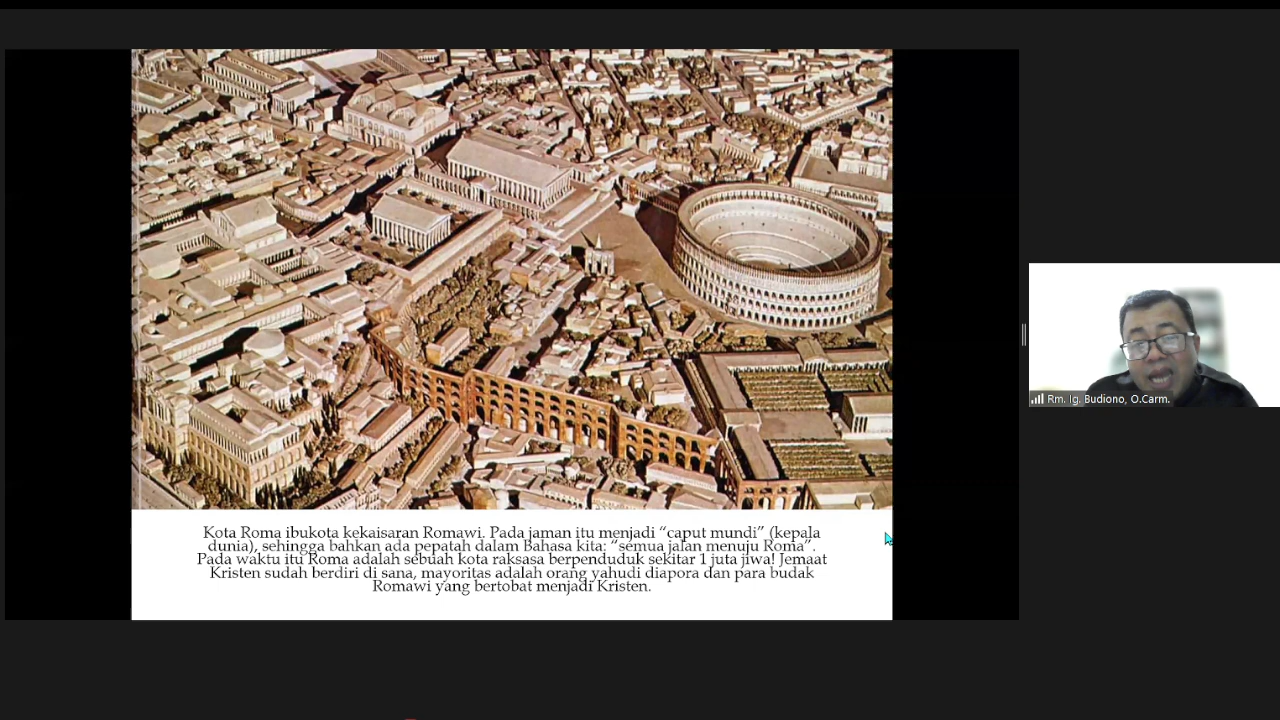 Kota Roma ibukota kekaisaran Romawi. Pada jaman itu menjadi “caput mundi” (kepala
dunia), sehingga bahkan ada pepatah dalam Bahasa kita: “semua jalan menuju Roma”.
Pada waktu itu Roma adalah sebuah kota raksasa berpenduduk sekitar 1 juta jiwa! Jemaat
Kristen sudah berdiri di sana, mayoritas adalah orang yahudi diapora dan para budak
Romawi yang bertobat menjadi Kristen.
Rm. Ig. Budiono, O.Carm.